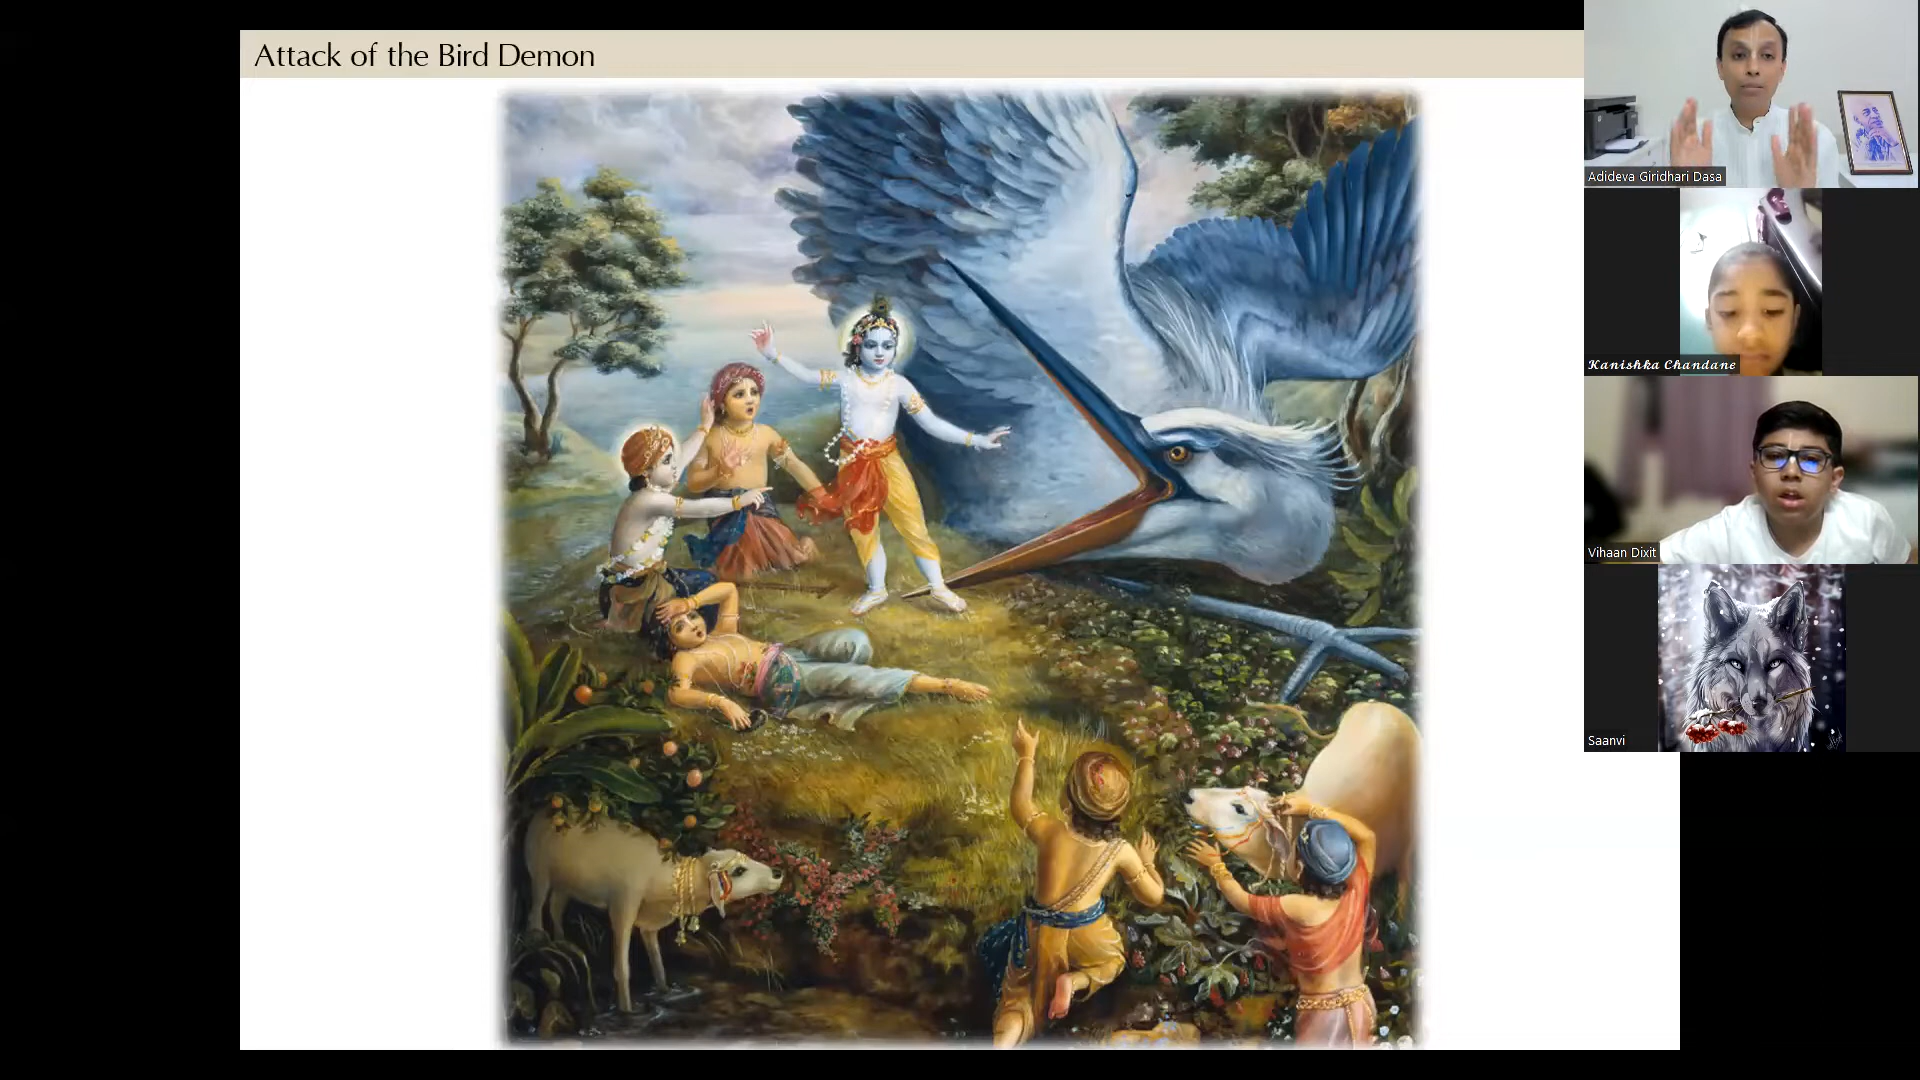 Attack of the Bird Demon
Adideva Giridhari Dasa
Kanishka Chandane
Vihaan Dixit
Saanvi